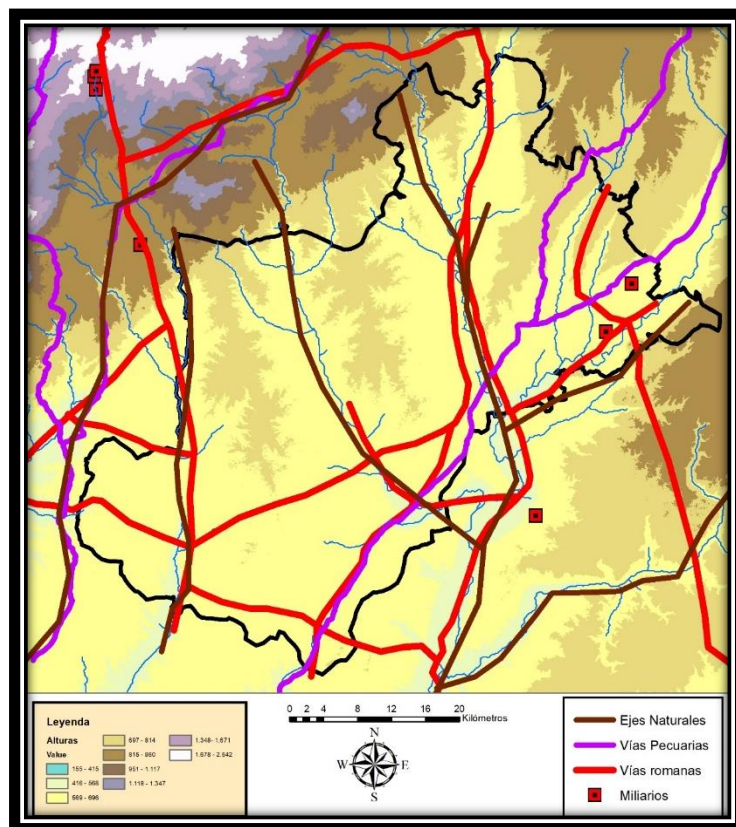 Leyenda
Alturas
Value
155 - 415
416 - 568
569 - 696
697 - 814
815 - 950
951 - 1.117
1.118 - 1.347
1.348 - 1.671
1.678 - 2.642
0 2 4 8 12 16 20
Kilómetros
N
W E
S
Ejes Naturales
Vías Pecuarias
Vías romanas
Miliarios